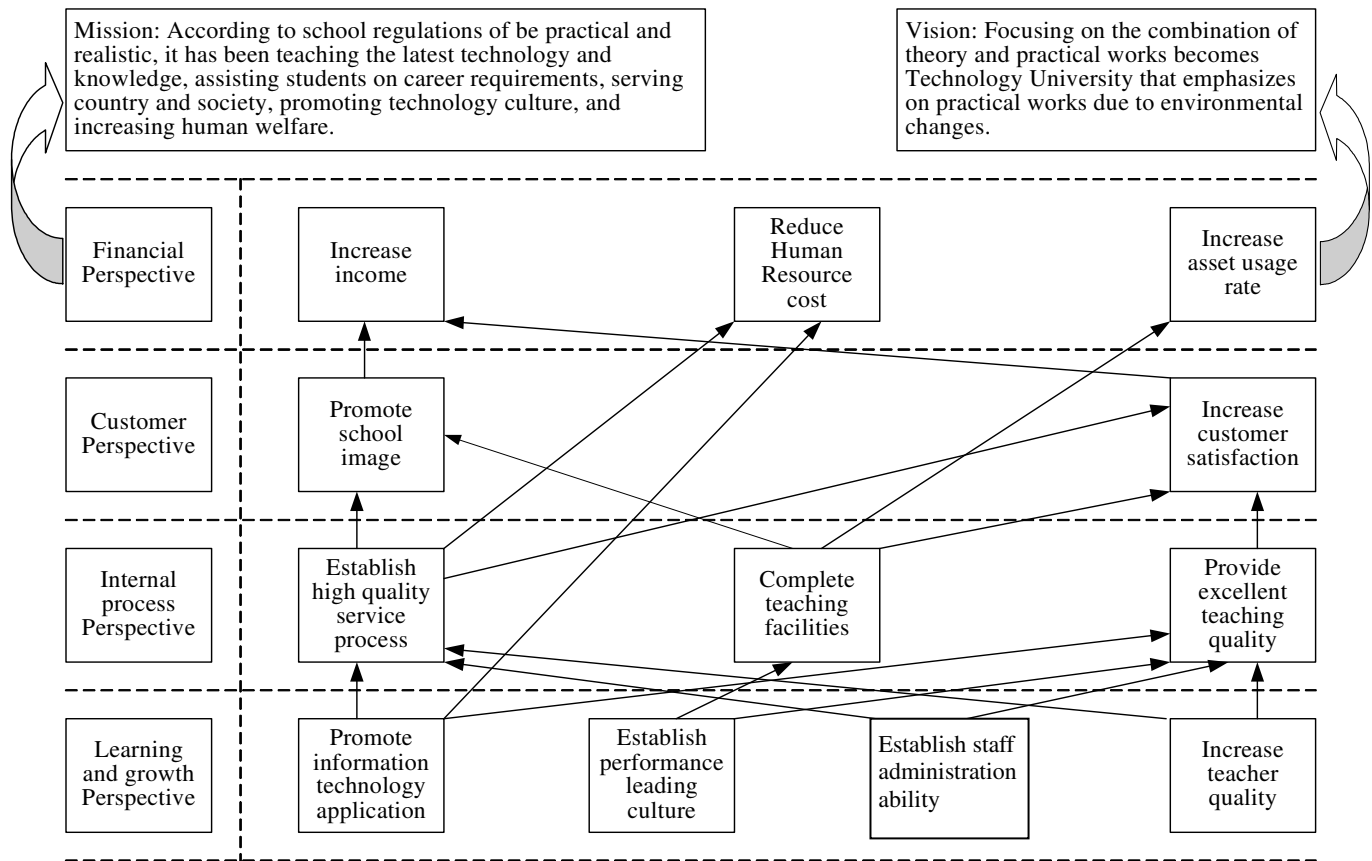 Mission: According to school regulations of be practical and
realistic, it has been teaching the latest technology and
knowledge, assisting students on career requirements, serving
country and society, promoting technology culture, and
increasing human welfare.
Vision: Focusing on the combination of
theory and practical works becomes
Technology University that emphasizes
on practical works due to environmental
changes.
Financial
Perspective
Increase
income
Reduce
Human
Resource
cost
Increase
asset usage
rate
Customer
Perspective
Promote
school
image
Increase
customer
satisfaction
Internal
process
Perspective
Establish
high quality
service
process
Complete
teaching
facilities
Provide
excellent
teaching
quality
Learning
and growth
Perspective
Promote
information
technology
application
Establish
performance
leading
culture
Establish staff
administration
ability
Increase
teacher
quality